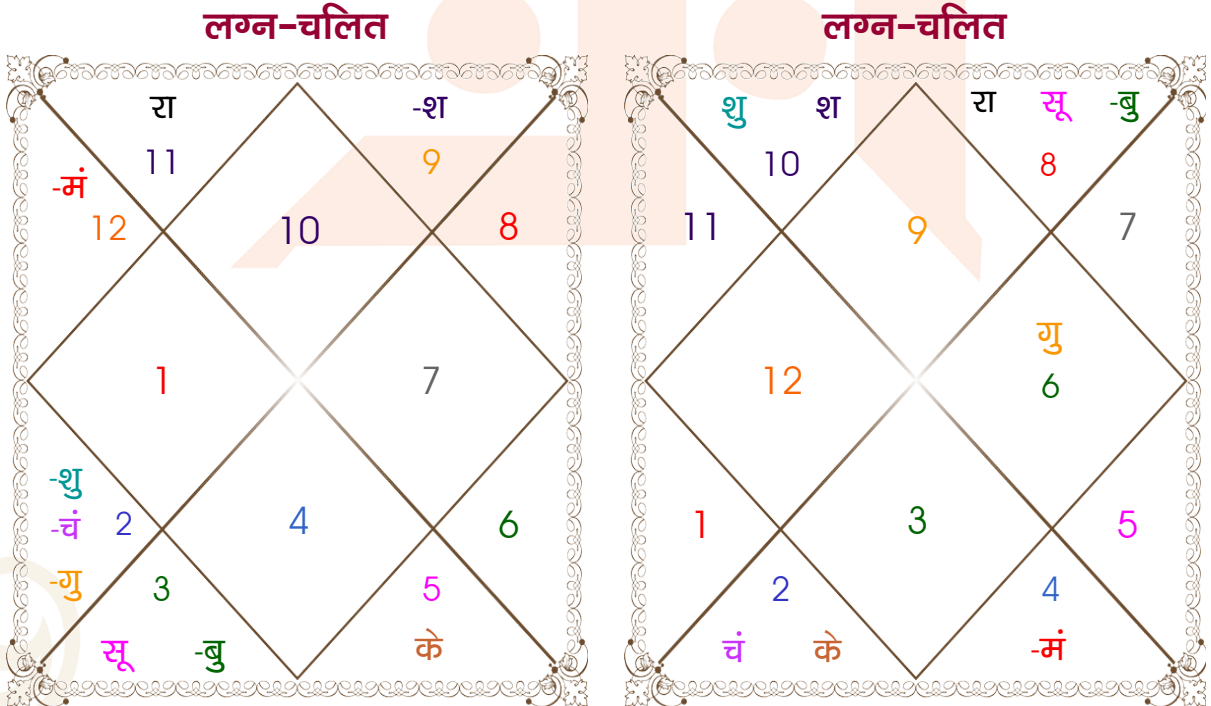 लग्न-चलित
रा
-श
11
9
-मं
12
10
8
1
7
-शु
-चं
2
4
6
-गु
3
5
सू
-बु
के
लग्न-चलित
शु
श
रा
सू
-बु
10
8
11
9
7
गु
12
6
1
3
5
2
4
चं
के
-मं